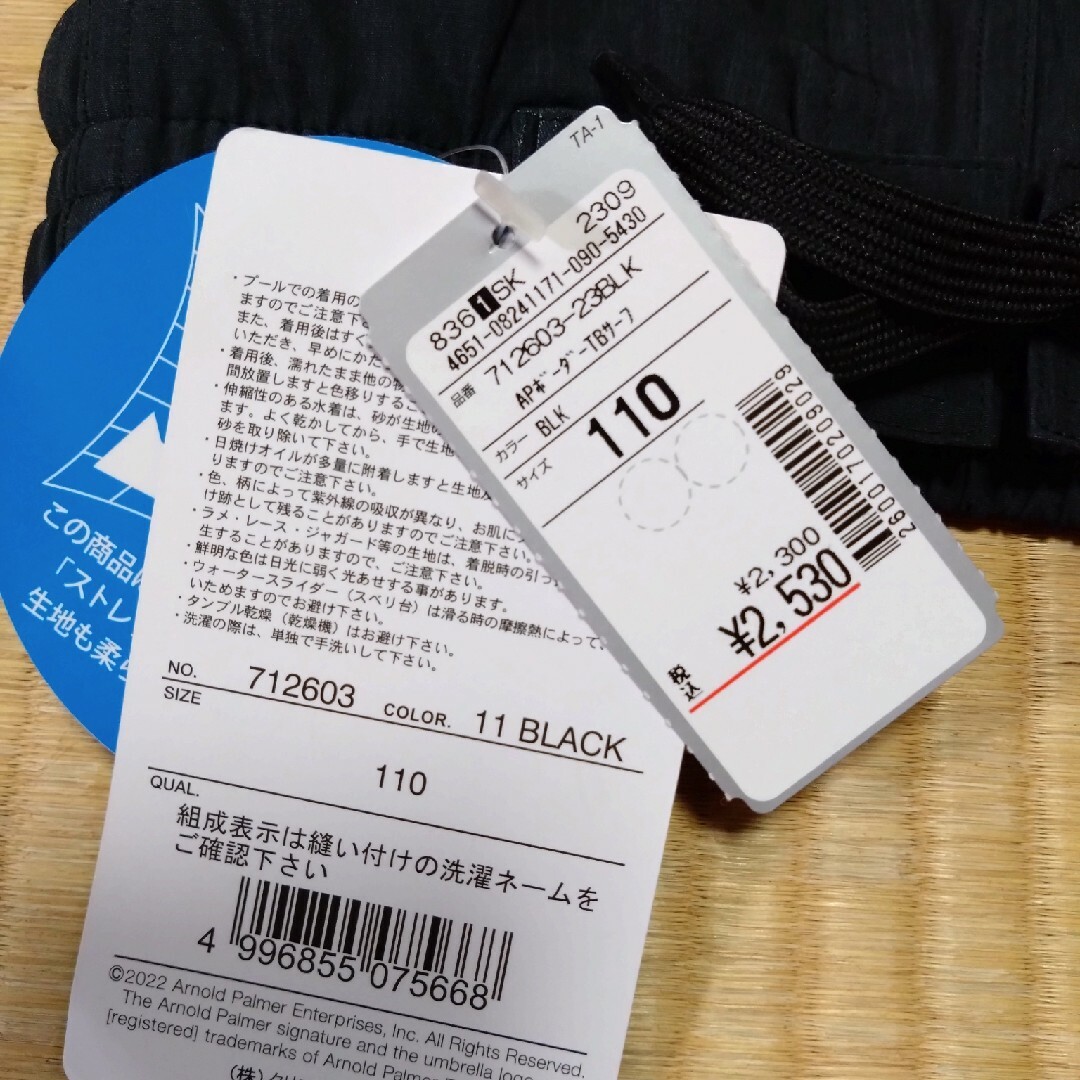 この商品
「ストレ
生地も柔ら
・プールでの着用の
ますのでご注意下さ
また、着用後はすぐ
いただき、早めにかた
・着用後、濡れたまま他の
間放置しますと色移りするこ
・伸縮性のある水着は、砂が生地の
ます。よく乾かしてから、手で生地
砂を取り除いて下さい。
・日焼けオイルが多量に附着しますと生地
りますのでご注意下さい。
・色、柄によって紫外線の吸収が異なり、お肌に
け跡として残ることがありますのでご注意下さい。
・ラメ・レース・ジャガード等の生地は、着脱時の引っ
生することがありますので、ご注意下さい。
・鮮明な色は日光に弱く光あせする事があります。
・ウォータースライダー（スベリ台）は滑る時の摩擦熱によって、
いためますのでお避け下さい。
・タンブル乾燥（乾燥機）はお避け下さい。
・洗濯の際は、単独で手洗いして下さい。
NO. 712603 COLOR. 11 BLACK
SIZE
110
QUAL.
組成表示は縫い付けの洗濯ネームを
ご確認下さい
4 996855 075668
©2022 Arnold Palmer Enterprises, Inc. All Rights Reserved.
The Arnold Palmer signature and the umbrella logo
[registered] trademarks of Arnold Palmer
(株)クリ
TA-1
836 1 SK 2309
4651-08241171-090-5430
品番 712603-23BLK
APボーダーTBサーフ
カラー BLK
サイズ 110
2600170209029
¥2,300
税込 ¥2,530